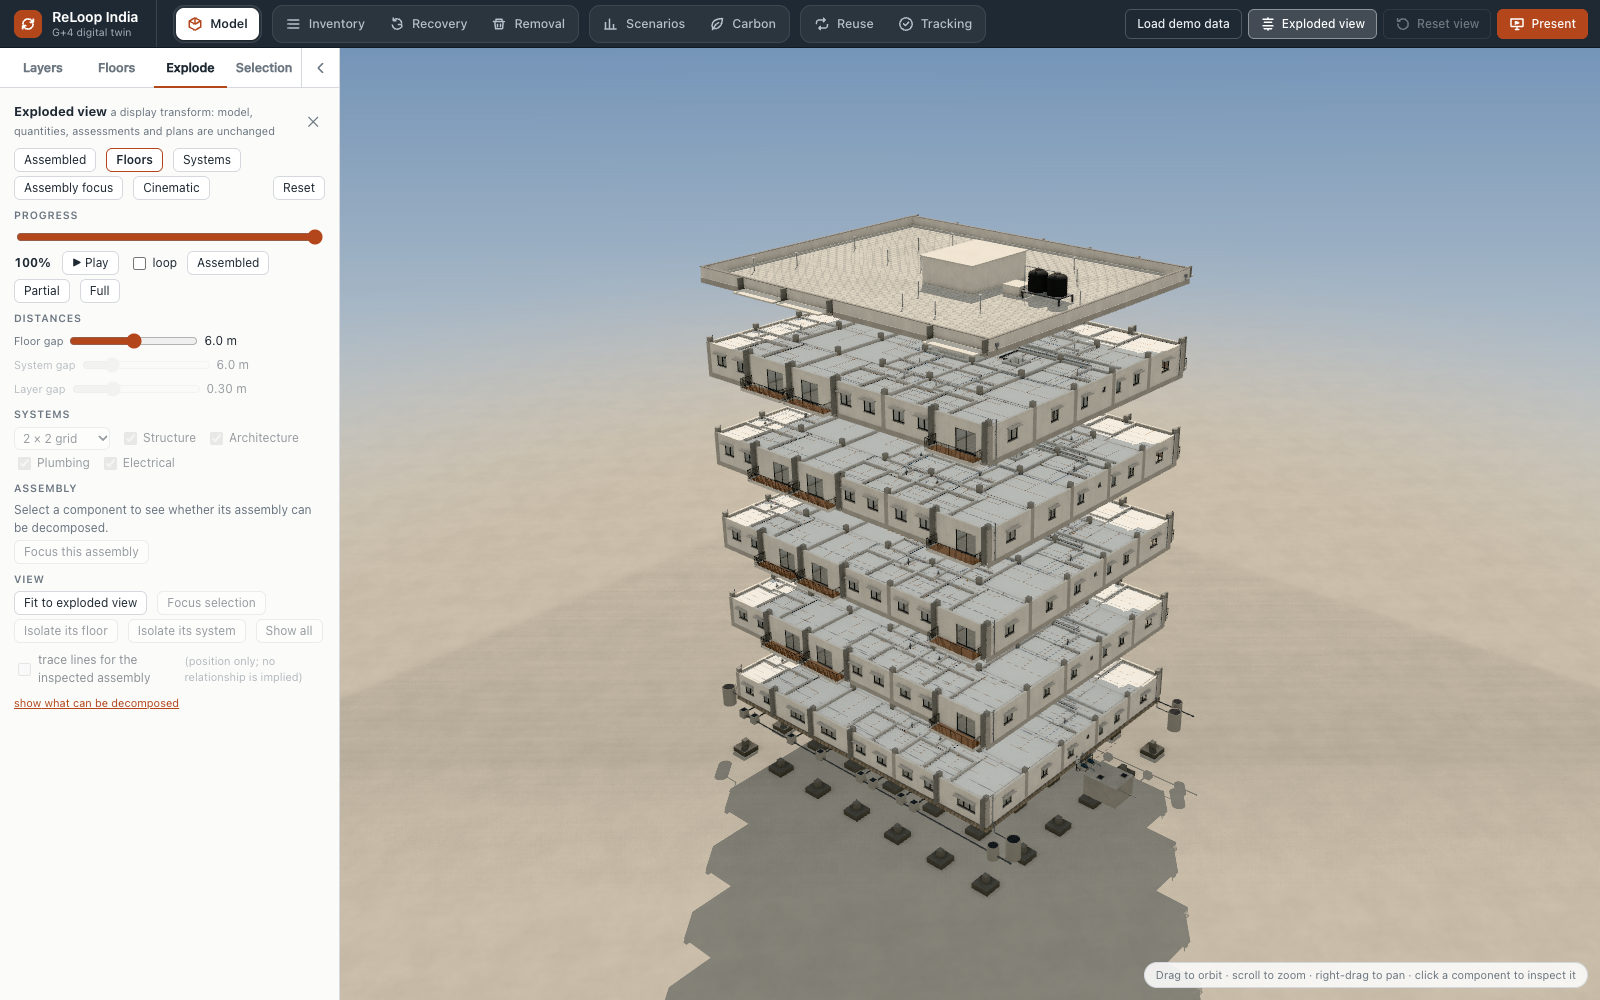 ReLoop India
G+4 digital twin
Model
Inventory
Recovery
Removal
Scenarios
Carbon
Reuse
Tracking
Load demo data
Exploded view
Reset view
Present
Layers
Floors
Explode
Selection
Exploded view a display transform: model,
quantities, assessments and plans are unchanged
Assembled
Floors
Systems
Assembly focus
Cinematic
Reset
PROGRESS
100%
Play
loop
Assembled
Partial
Full
DISTANCES
Floor gap
6.0 m
System gap
6.0 m
Layer gap
0.30 m
SYSTEMS
2 × 2 grid
Structure
Architecture
Plumbing
Electrical
ASSEMBLY
Select a component to see whether its assembly can
be decomposed.
Focus this assembly
VIEW
Fit to exploded view
Focus selection
Isolate its floor
Isolate its system
Show all
trace lines for the
inspected assembly
(position only; no
relationship is implied)
show what can be decomposed
Drag to orbit · scroll to zoom · right-drag to pan · click a component to inspect it